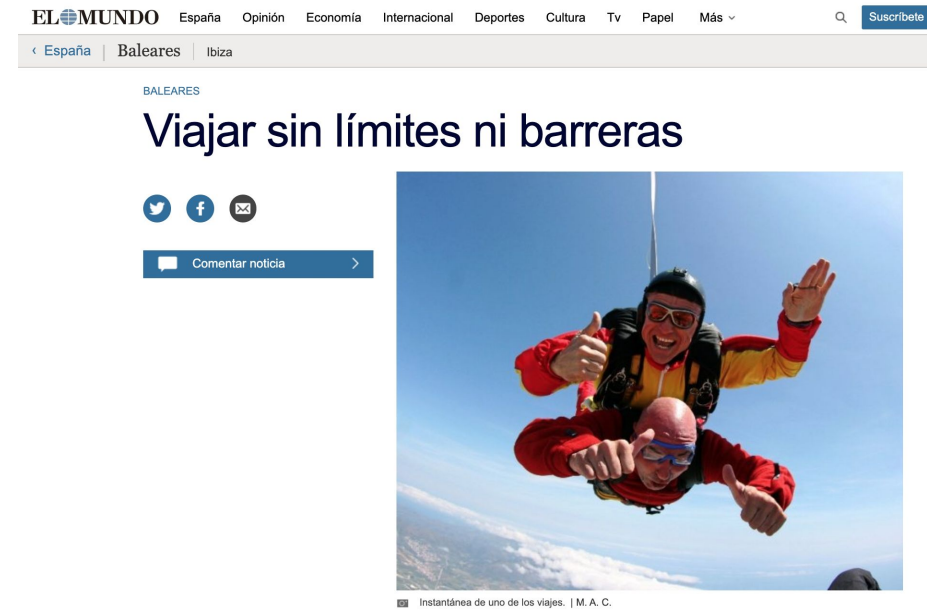 EL MUNDO España Opinión Economía Internacional Deportes Cultura Tv Papel Más Suscríbete
España | Baleares | Ibiza
BALEARES
Viajar sin límites ni barreras
Comentar noticia
Instantánea de uno de los viajes. | M. A. C.